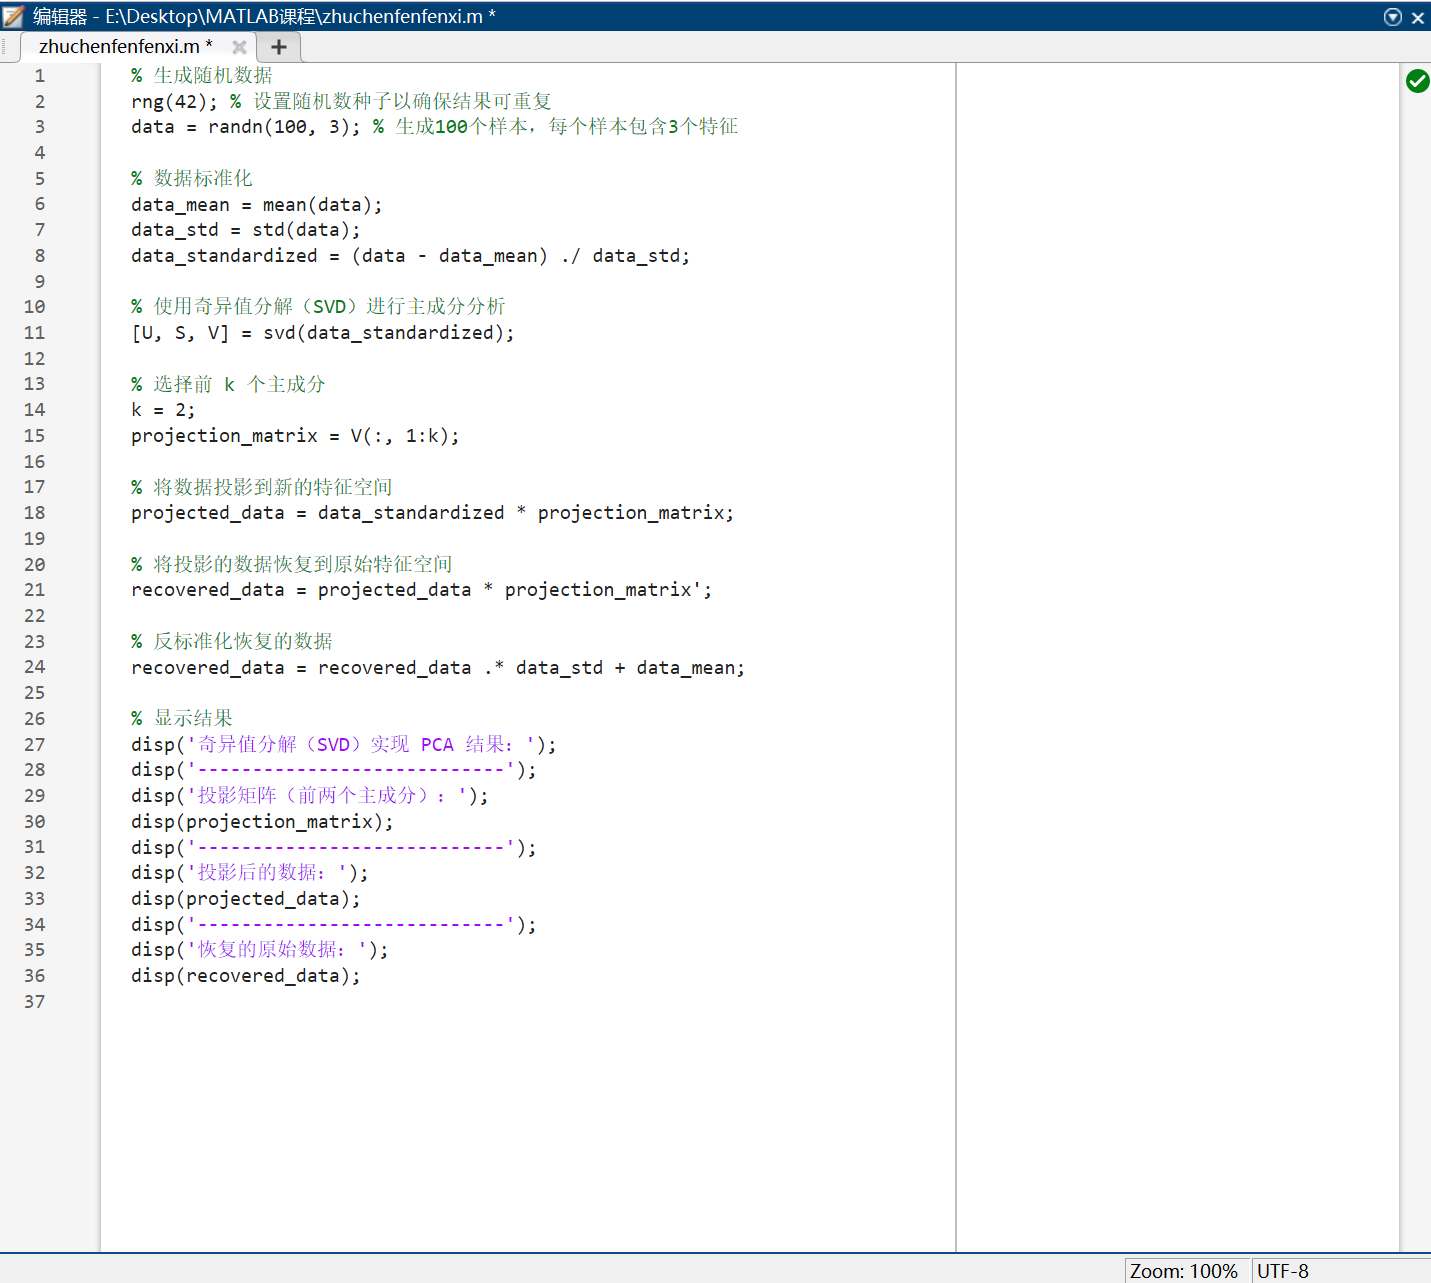 编辑器 - E:\Desktop\MATLAB课程\zhuchenfenfenxi.m *
zhuchenfenfenxi.m *
1 % 生成随机数据
2 rng(42); % 设置随机数种子以确保结果可重复
3 data = randn(100, 3); % 生成100个样本，每个样本包含3个特征
4
5 % 数据标准化
6 data_mean = mean(data);
7 data_std = std(data);
8 data_standardized = (data - data_mean) ./ data_std;
9
10 % 使用奇异值分解（SVD）进行主成分分析
11 [U, S, V] = svd(data_standardized);
12
13 % 选择前 k 个主成分
14 k = 2;
15 projection_matrix = V(:, 1:k);
16
17 % 将数据投影到新的特征空间
18 projected_data = data_standardized * projection_matrix;
19
20 % 将投影的数据恢复到原始特征空间
21 recovered_data = projected_data * projection_matrix';
22
23 % 反标准化恢复的数据
24 recovered_data = recovered_data .* data_std + data_mean;
25
26 % 显示结果
27 disp('奇异值分解（SVD）实现 PCA 结果：');
28 disp('----------------------------');
29 disp('投影矩阵（前两个主成分）：');
30 disp(projection_matrix);
31 disp('----------------------------');
32 disp('投影后的数据：');
33 disp(projected_data);
34 disp('----------------------------');
35 disp('恢复的原始数据：');
36 disp(recovered_data);
37
Zoom: 100% UTF-8